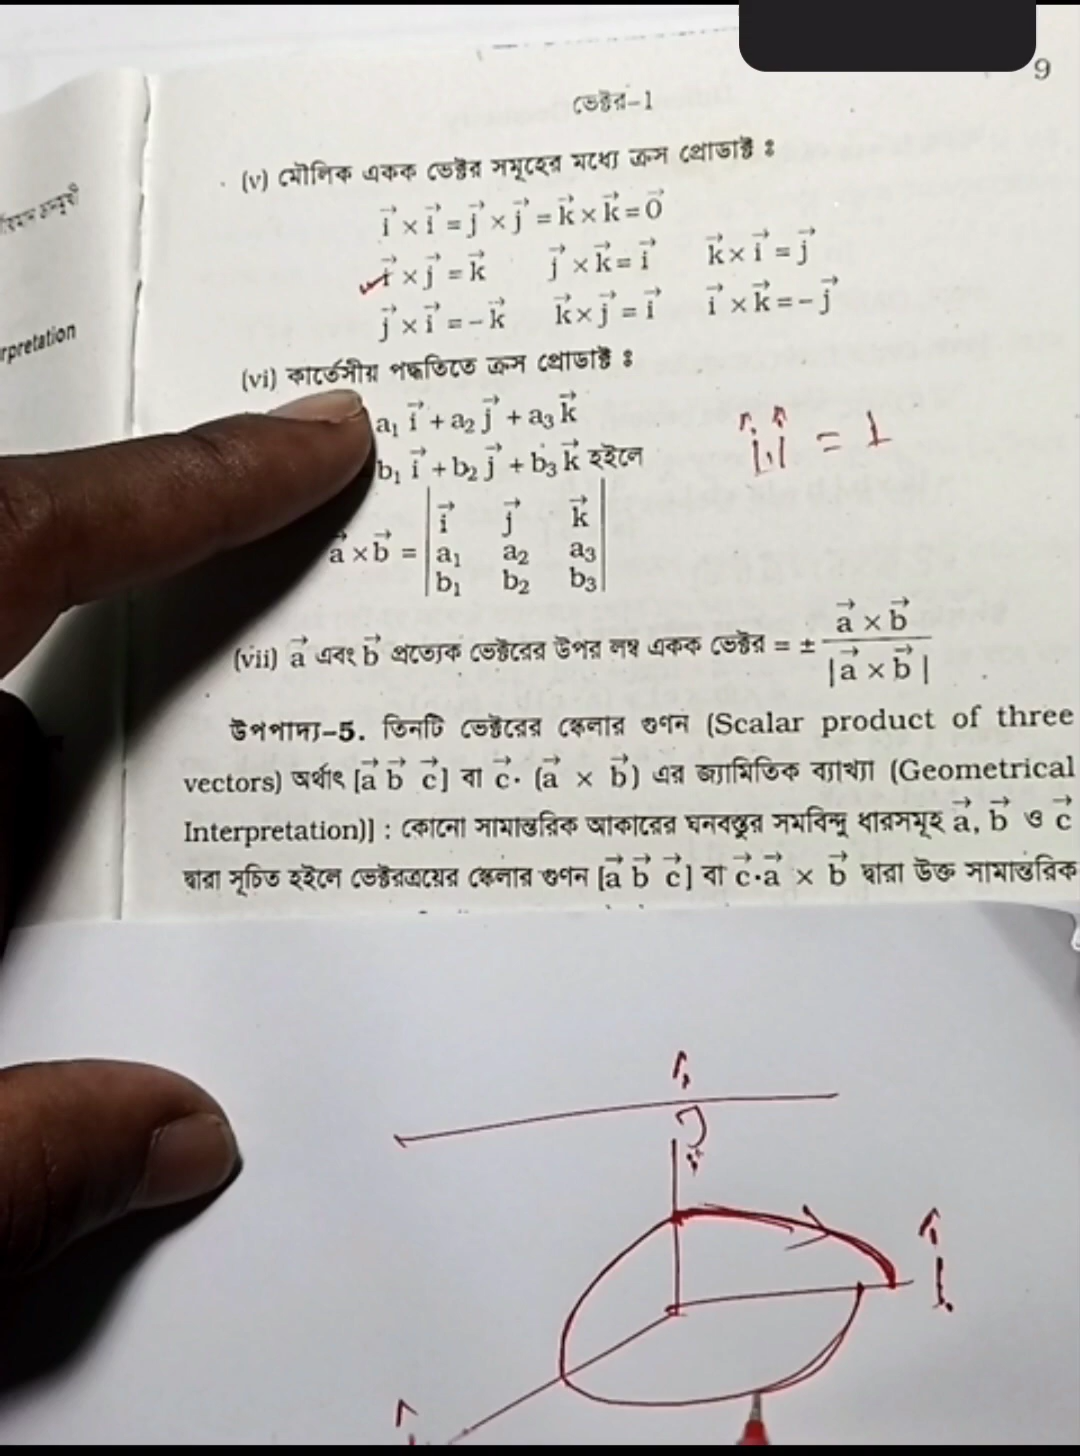 9
ভেক্টর-1
(v) মৌলিক একক ভেক্টর সমূহের মধ্যে ক্রস প্রোডাক্ট ঃ
i⃗ × i⃗ = j⃗ × j⃗ = k⃗ × k⃗ = 0⃗
i⃗ × j⃗ = k⃗ j⃗ × k⃗ = i⃗ k⃗ × i⃗ = j⃗
j⃗ × i⃗ = - k⃗ k⃗ × j⃗ = i⃗ i⃗ × k⃗ = - j⃗
rpretation
(vi) কার্তেসীয় পদ্ধতিতে ক্রস প্রোডাক্ট ঃ
a₁ i⃗ + a₂ j⃗ + a₃ k⃗
= 1
b₁ i⃗ + b₂ j⃗ + b₃ k⃗ হইলে
i⃗ j⃗ k⃗
a⃗ × b⃗ = | a₁ a₂ a₃ |
b₁ b₂ b₃
(vii) a⃗ এবং b⃗ প্রত্যেক ভেক্টরের উপর লম্ব একক ভেক্টর = ± a⃗ × b⃗ / |a⃗ × b⃗|
উপপাদ্য-5. তিনটি ভেক্টরের স্কেলার গুণন (Scalar product of three
vectors) অর্থাৎ [a⃗ b⃗ c⃗] বা c⃗· (a⃗ × b⃗) এর জ্যামিতিক ব্যাখ্যা (Geometrical
Interpretation)] : কোনো সামান্তরিক আকারের ঘনবস্তুর সমবিন্দু ধারসমূহ a⃗, b⃗ ও c⃗
দ্বারা সূচিত হইলে ভেক্টরত্রয়ের স্কেলার গুণন [a⃗ b⃗ c⃗] বা c⃗·a⃗ × b⃗ দ্বারা উক্ত সামান্তরিক